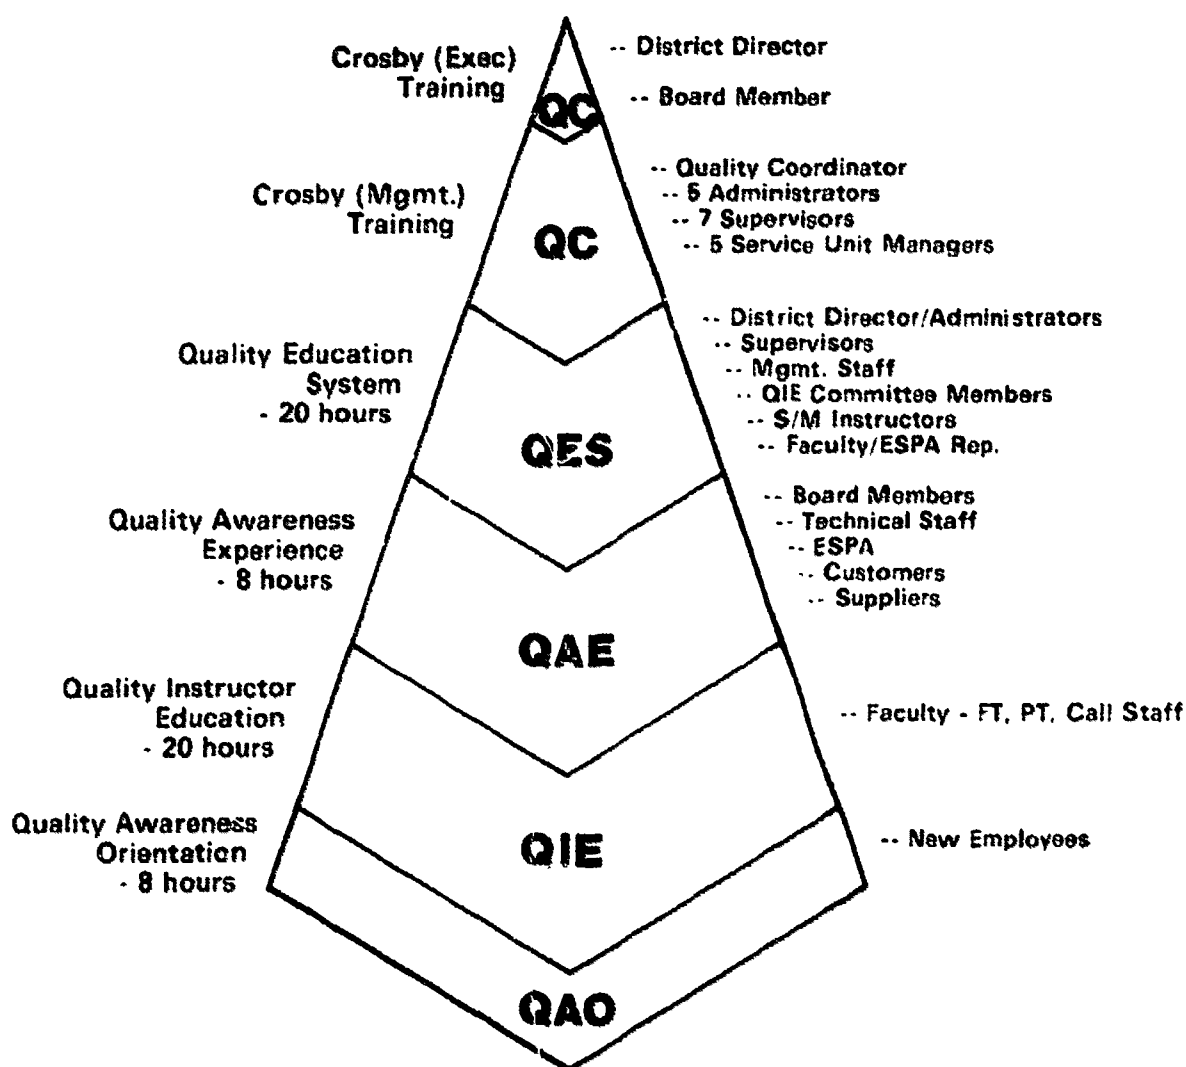 Crosby (Exec)
Training
-- District Director
-- Board Member
QC
Crosby (Mgmt.)
Training
-- Quality Coordinator
-- 5 Administrators
-- 7 Supervisors
-- 5 Service Unit Managers
QC
Quality Education
System
- 20 hours
-- District Director/Administrators
-- Supervisors
-- Mgmt. Staff
-- QIE Committee Members
-- S/M Instructors
-- Faculty/ESPA Rep.
QES
Quality Awareness
Experience
- 8 hours
-- Board Members
-- Technical Staff
-- ESPA
-- Customers
-- Suppliers
QAE
Quality Instructor
Education
- 20 hours
-- Faculty - FT, PT, Call Staff
QIE
Quality Awareness
Orientation
- 8 hours
-- New Employees
QAO